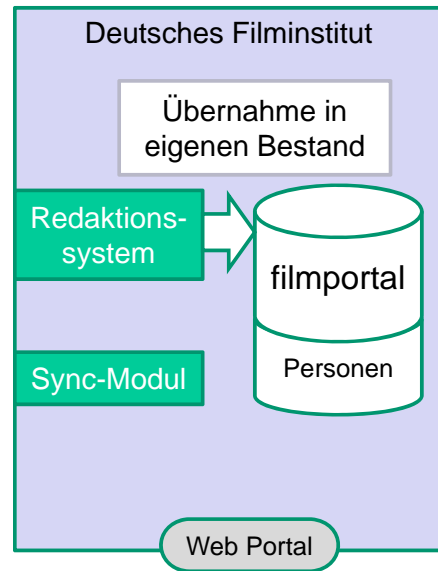 Deutsches Filminstitut
Übernahme in
eigenen Bestand
Redaktions-
system
filmportal
Personen
Sync-Modul
Web Portal